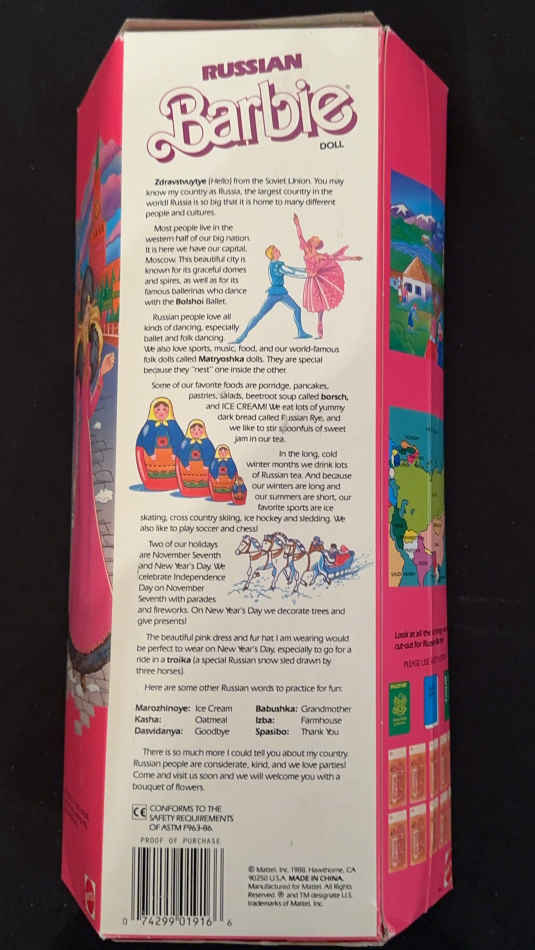 RUSSIAN
Barbie®
DOLL
Zdravstvuytye (Hello) from the Soviet Union. You may
know my country as Russia, the largest country in the
world! Russia is so big that it is home to many different
people and cultures.
Most people live in the
western half of our big nation.
It is here we have our capital,
Moscow. This beautiful city is
known for its graceful domes
and spires, as well as for its
famous ballerinas who dance
with the Bolshoi Ballet.
Russian people love all
kinds of dancing, especially
ballet and folk dancing.
We also love sports, music, food, and our world-famous
folk dolls called Matryoshka dolls. They are special
because they "nest" one inside the other.
Some of our favorite foods are porridge, pancakes,
pastries, salads, beetroot soup called borsch,
and ICE CREAM! We eat lots of yummy
dark bread called Russian Rye, and
we like to stir spoonfuls of sweet
jam in our tea.
In the long, cold
winter months we drink lots
of Russian tea. And because
our winters are long and
our summers are short, our
favorite sports are ice
skating, cross country skiing, ice hockey and sledding. We
also like to play soccer and chess!
Two of our holidays
are November Seventh
and New Year's Day. We
celebrate Independence
Day on November
Seventh with parades
and fireworks. On New Year's Day we decorate trees and
give presents!
The beautiful pink dress and fur hat I am wearing would
be perfect to wear on New Year's Day, especially to go for a
ride in a troika (a special Russian snow sled drawn by
three horses).
Here are some other Russian words to practice for fun:
Marozhinoye: Ice Cream Babushka: Grandmother
Kasha: Oatmeal Izba: Farmhouse
Dasvidanya: Goodbye Spasibo: Thank You
There is so much more I could tell you about my country.
Russian people are considerate, kind, and we love parties!
Come and visit us soon and we will welcome you with a
bouquet of flowers.
CE CONFORMS TO THE
SAFETY REQUIREMENTS
OF ASTM F963-86.
PROOF OF PURCHASE
0 74299 01916 6
© Mattel, Inc. 1988. Hawthorne, CA
90250 U.S.A. MADE IN CHINA.
Manufactured for Mattel. All Rights
Reserved. ® and TM designate U.S.
trademarks of Mattel, Inc.
Look at all the
cut-out for
PLEASE USE